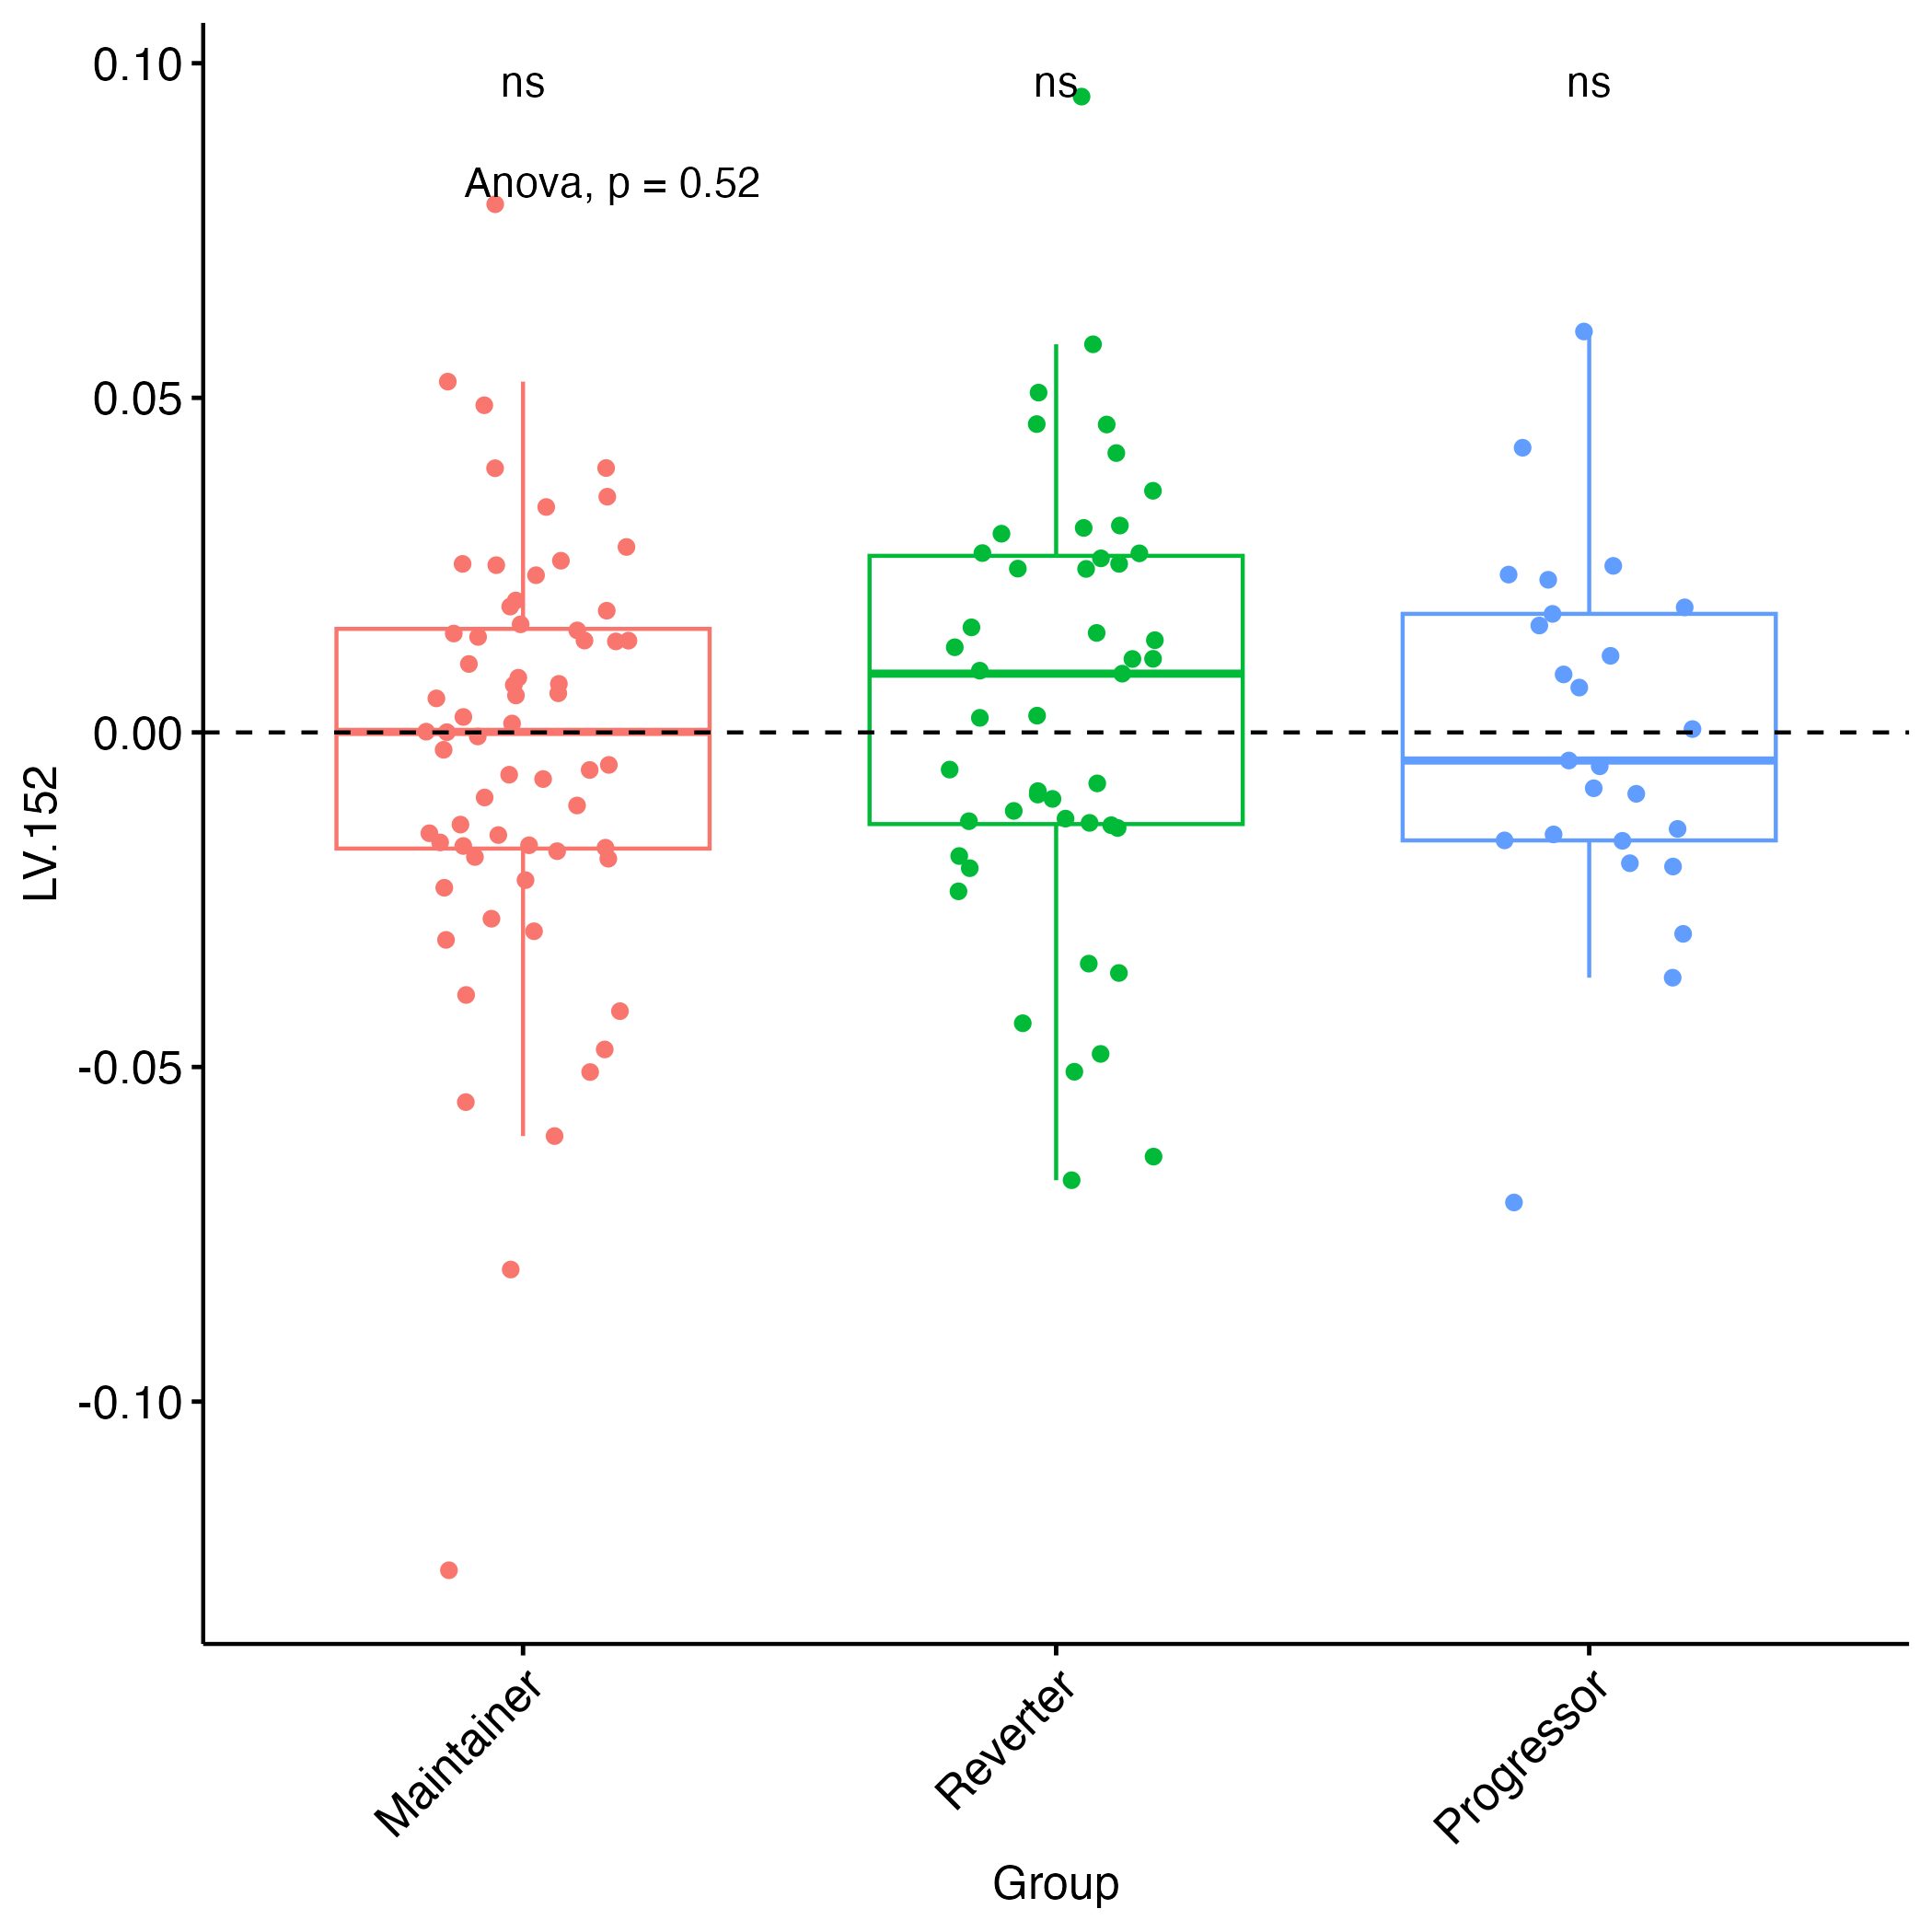 ns ns ns
Anova, p = 0.52
0.10
0.05
0.00
-0.05
-0.10
LV.152
Maintainer
Reverter
Progressor
Group